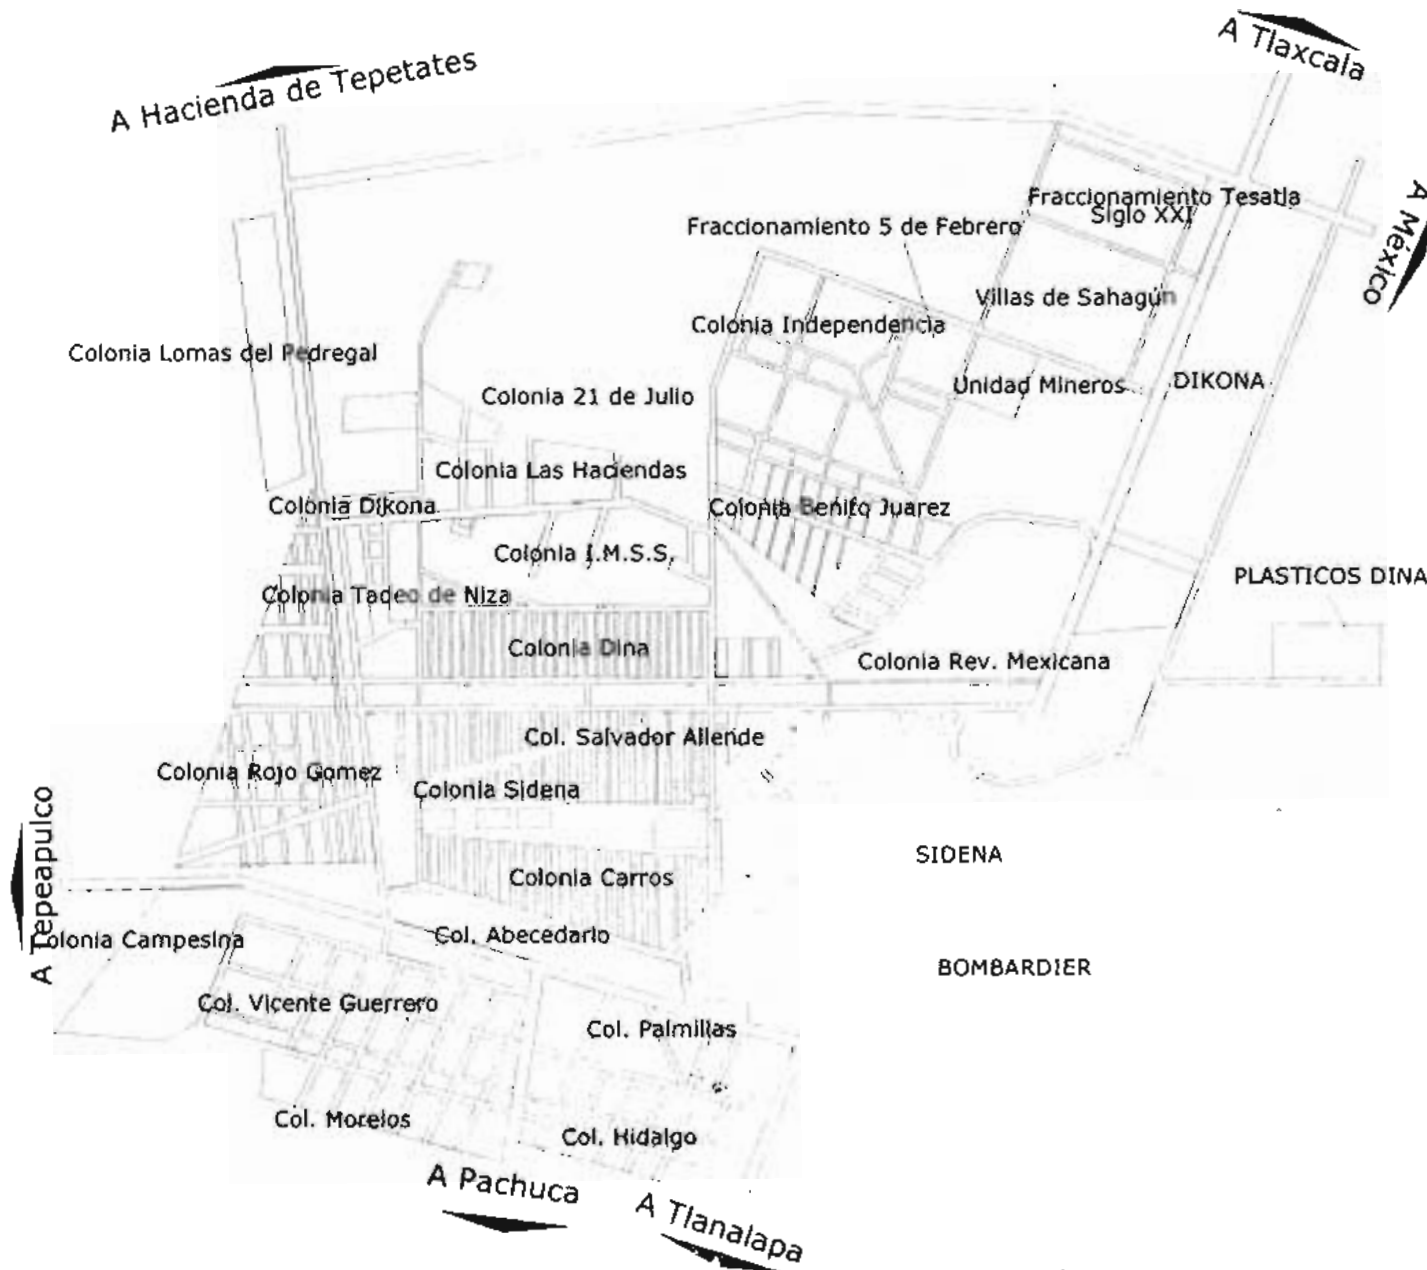 A Tlaxcala
A Hacienda de Tepetates
A México
Fraccionamiento Tesatla
Siglo XXI
Fraccionamiento 5 de Febrero
Villas de Sahagún
Colonia Independencia
Colonia Lomas del Pedregal
Unidad Mineros
DIKONA
Colonia 21 de Julio
Colonia Las Haciendas
Colonia Dikona
Colonia Benito Juarez
Colonia I.M.S.S.
PLASTICOS DINA
Colonia Tadeo de Niza
Colonia Dina
Colonia Rev. Mexicana
Col. Salvador Allende
Colonia Rojo Gomez
Colonia Sidena
A Tepeapulco
SIDENA
Colonia Carros
Col. Abecedario
Colonia Campesina
BOMBARDIER
Col. Vicente Guerrero
Col. Palmillas
Col. Morelos
Col. Hidalgo
A Pachuca
A Tlanalapa